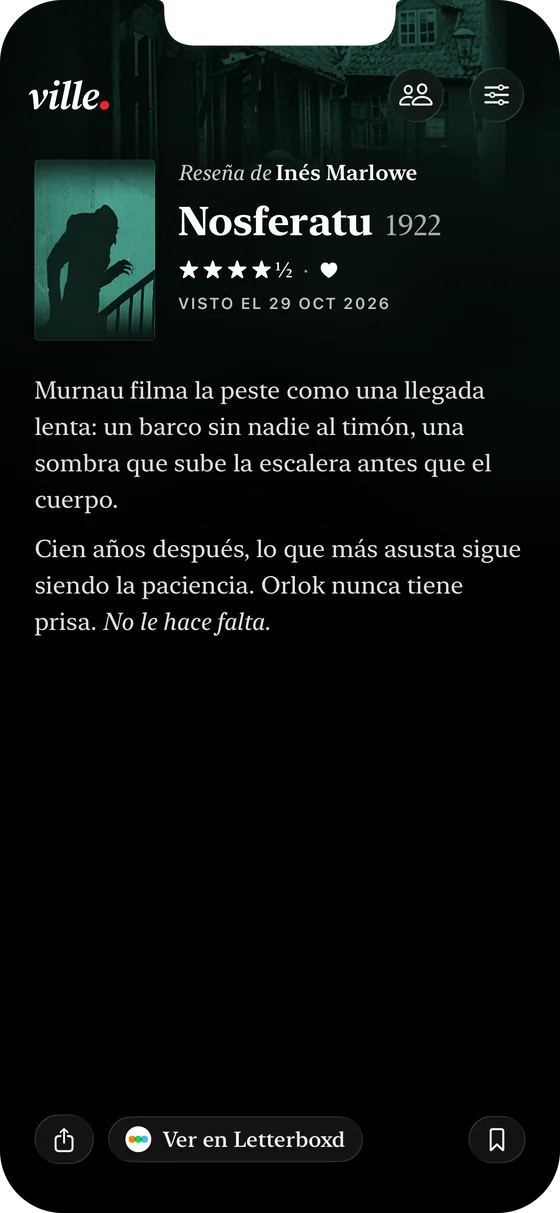 ville.
Reseña de Inés Marlowe
Nosferatu 1922
★★★★½ · ♥
VISTO EL 29 OCT 2026
Murnau filma la peste como una llegada
lenta: un barco sin nadie al timón, una
sombra que sube la escalera antes que el
cuerpo.
Cien años después, lo que más asusta sigue
siendo la paciencia. Orlok nunca tiene
prisa. No le hace falta.
Ver en Letterboxd